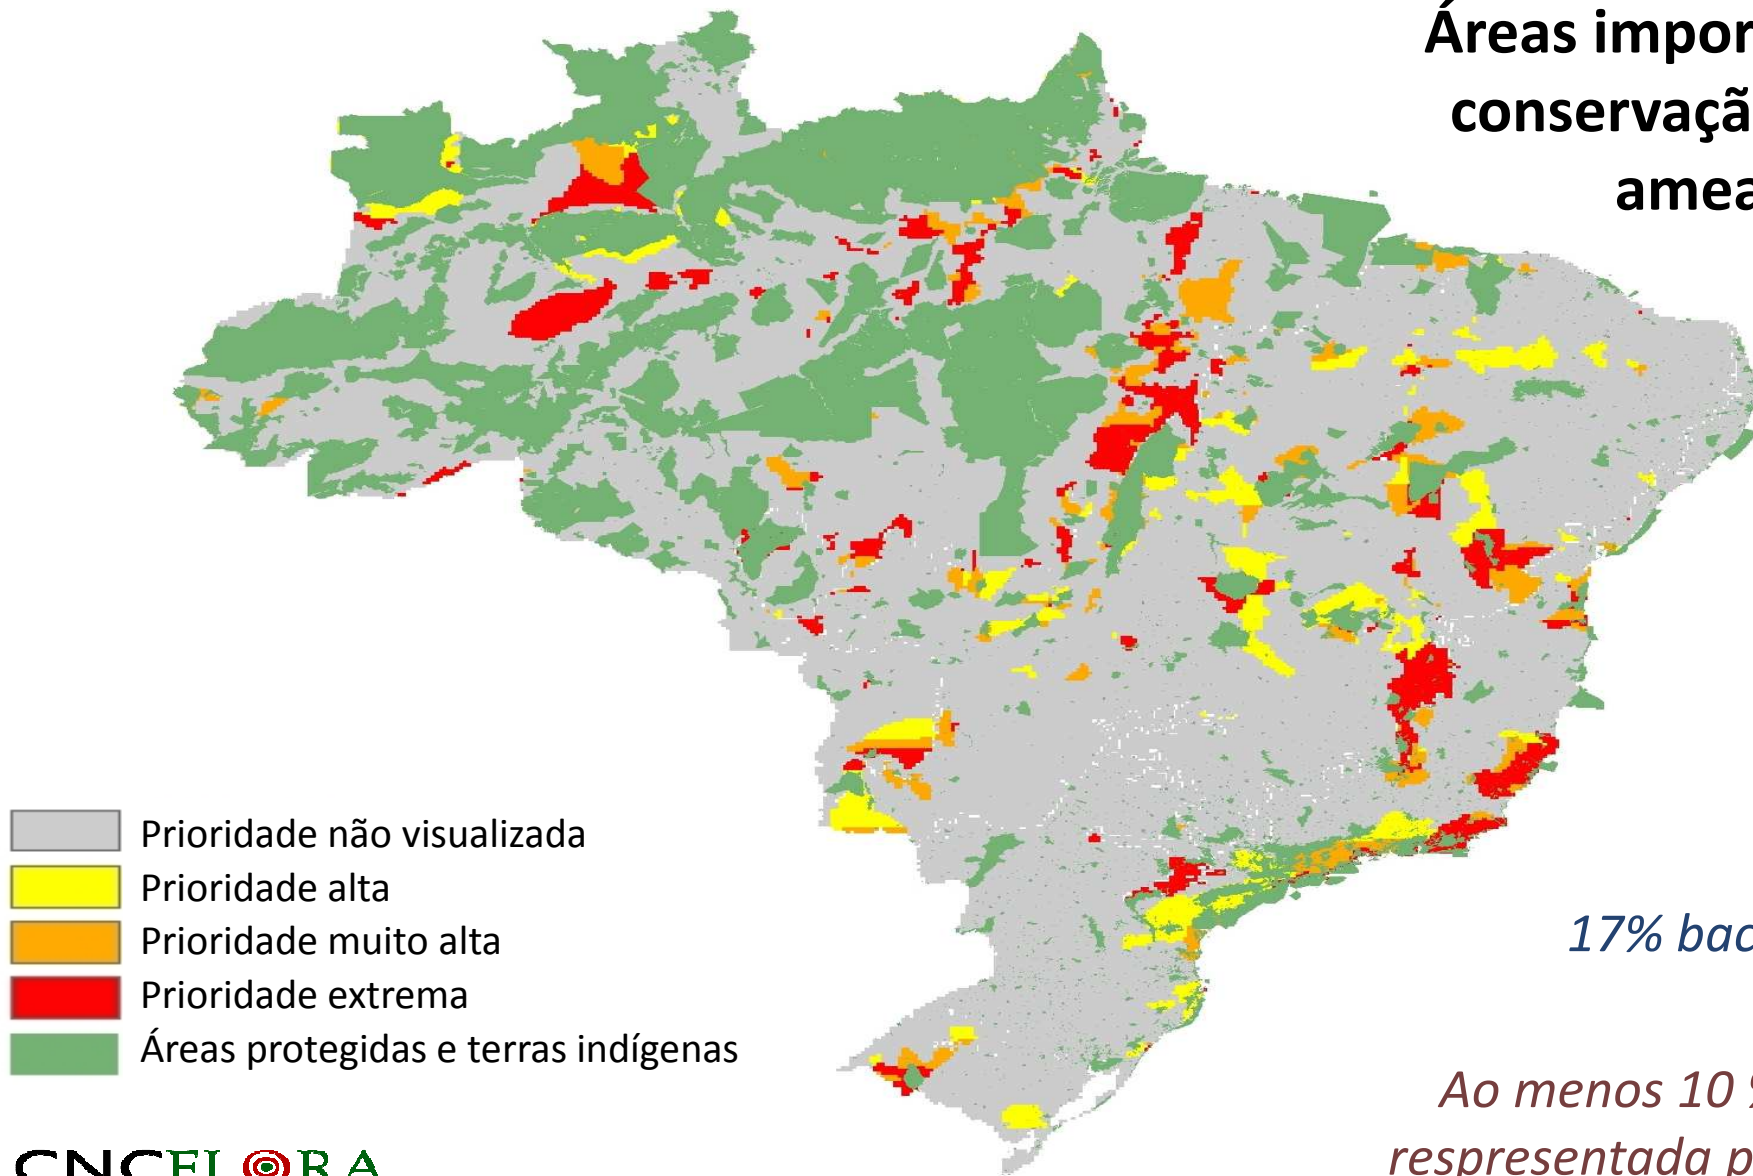 Áreas impor
conservaçã
amea
Prioridade não visualizada
Prioridade alta
Prioridade muito alta
Prioridade extrema
Áreas protegidas e terras indígenas
17% bac
Ao menos 10 %
respresentada p
CNCFLORA